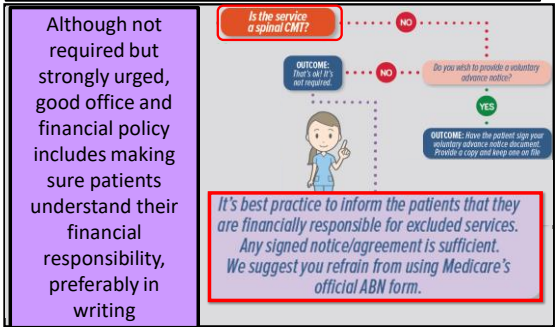 Although not
required but
strongly urged,
good office and
financial policy
includes making
sure patients
understand their
financial
responsibility,
preferably in
writing
Is the service
a spinal CMT?
NO
Do you wish to provide a voluntary
advance notice?
NO
OUTCOME:
That's ok! It's
not required.
YES
OUTCOME: Have the patient sign your
voluntary advance notice document.
Provide a copy and keep one on file
It's best practice to inform the patients that they
are financially responsible for excluded services.
Any signed notice/agreement is sufficient.
We suggest you refrain from using Medicare's
official ABN form.